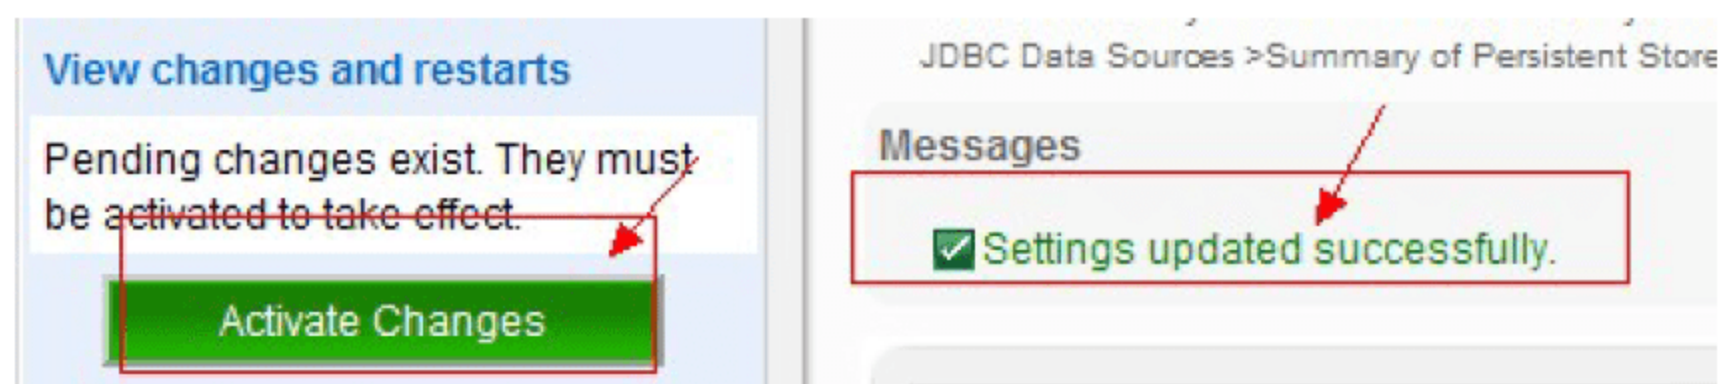 View changes and restarts
Pending changes exist. They must
be activated to take effect.
Activate Changes
JDBC Data Sources >Summary of Persistent Store
Messages
Settings updated successfully.